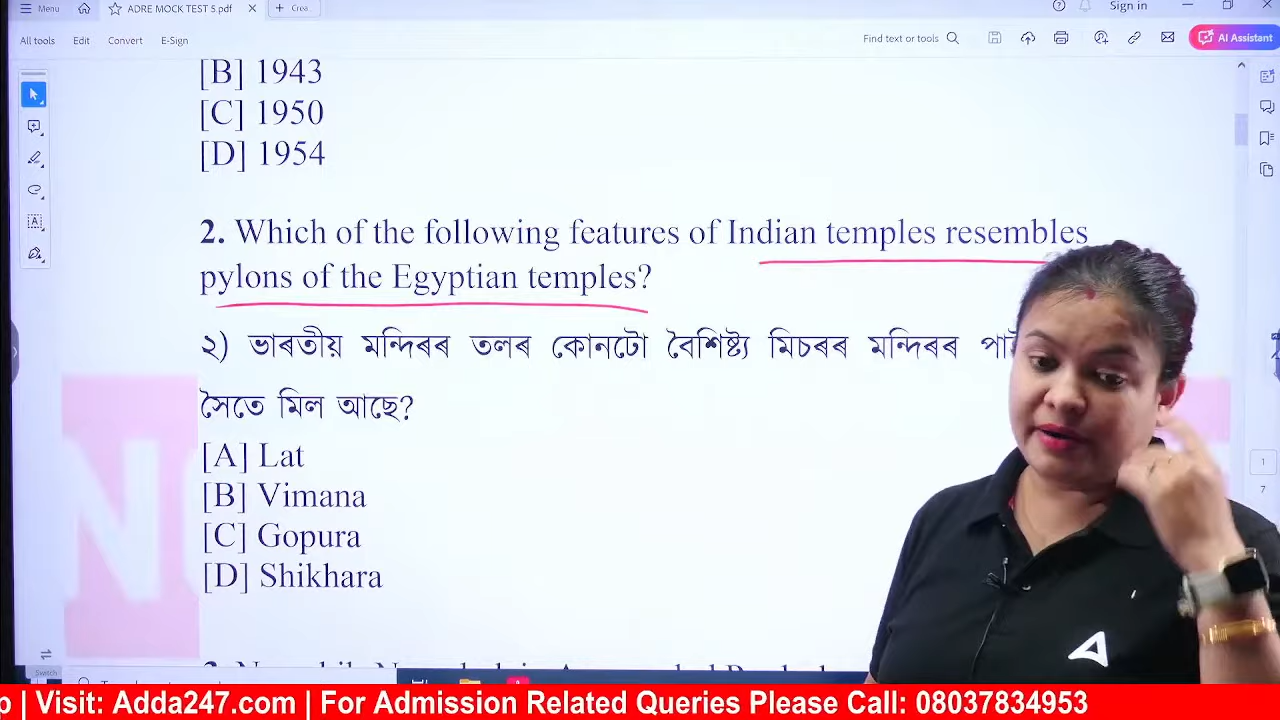 Menu
ADRE MOCK TEST 5.pdf
Sign in
All tools Edit Convert E-Sign
Find text or tools
AI Assistant
[B] 1943
[C] 1950
[D] 1954
2. Which of the following features of Indian temples resembles
pylons of the Egyptian temples?
২) ভাৰতীয় মন্দিৰৰ তলৰ কোনটো বৈশিষ্ট্য মিচৰৰ মন্দিৰৰ
সৈতে মিল আছে?
[A] Lat
[B] Vimana
[C] Gopura
[D] Shikhara
1
7
| Visit: Adda247.com | For Admission Related Queries Please Call: 08037834953